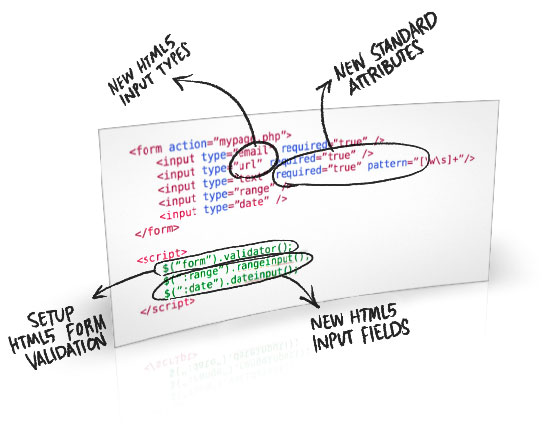 NEW HTML5
INPUT TYPES
NEW STANDARD
ATTRIBUTES
<form action="mypage.php">
<input type="email" required="true" />
<input type="url" required="true" />
<input type="text" required="true" pattern="[\w\s]+"/>
<input type="range" />
<input type="date" />
</form>
<script>
$("form").validator();
$(":range").rangeinput();
$(":date").dateinput();
</script>
SETUP
HTML5 FORM
VALIDATION
NEW HTML5
INPUT FIELDS